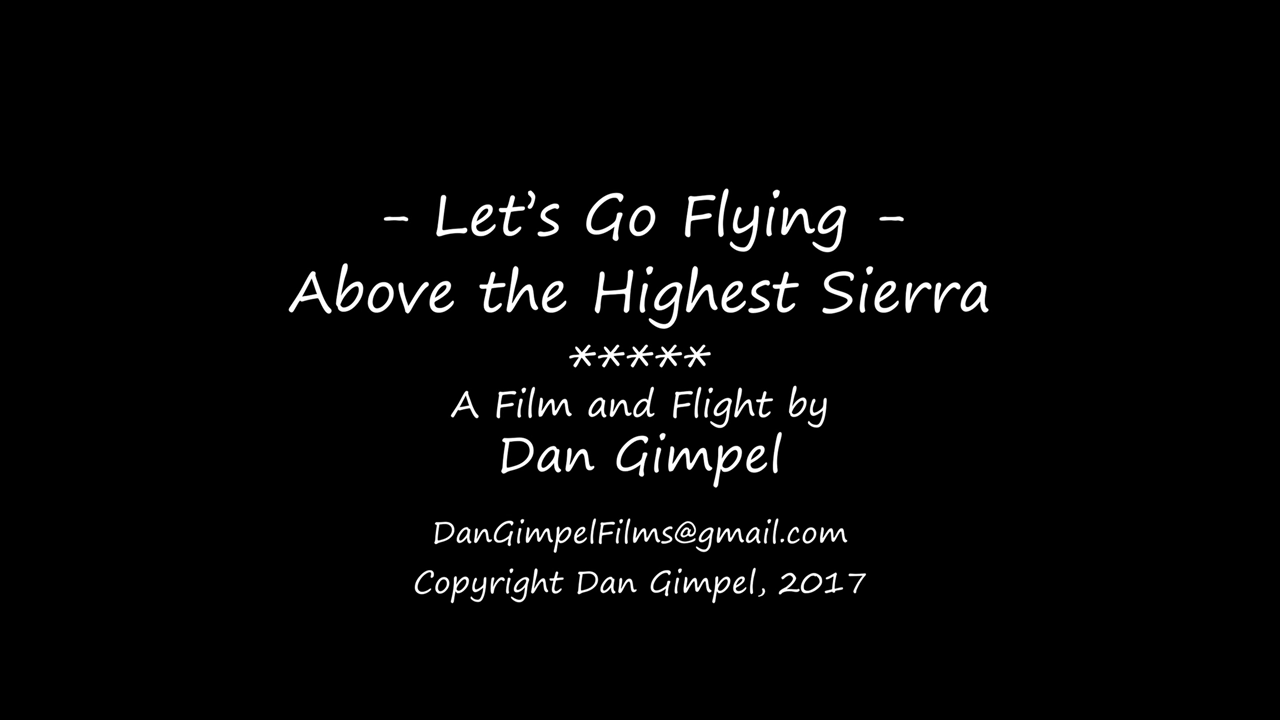 - Let's Go Flying -
Above the Highest Sierra
*****
A Film and Flight by
Dan Gimpel
DanGimpelFilms@gmail.com
Copyright Dan Gimpel, 2017